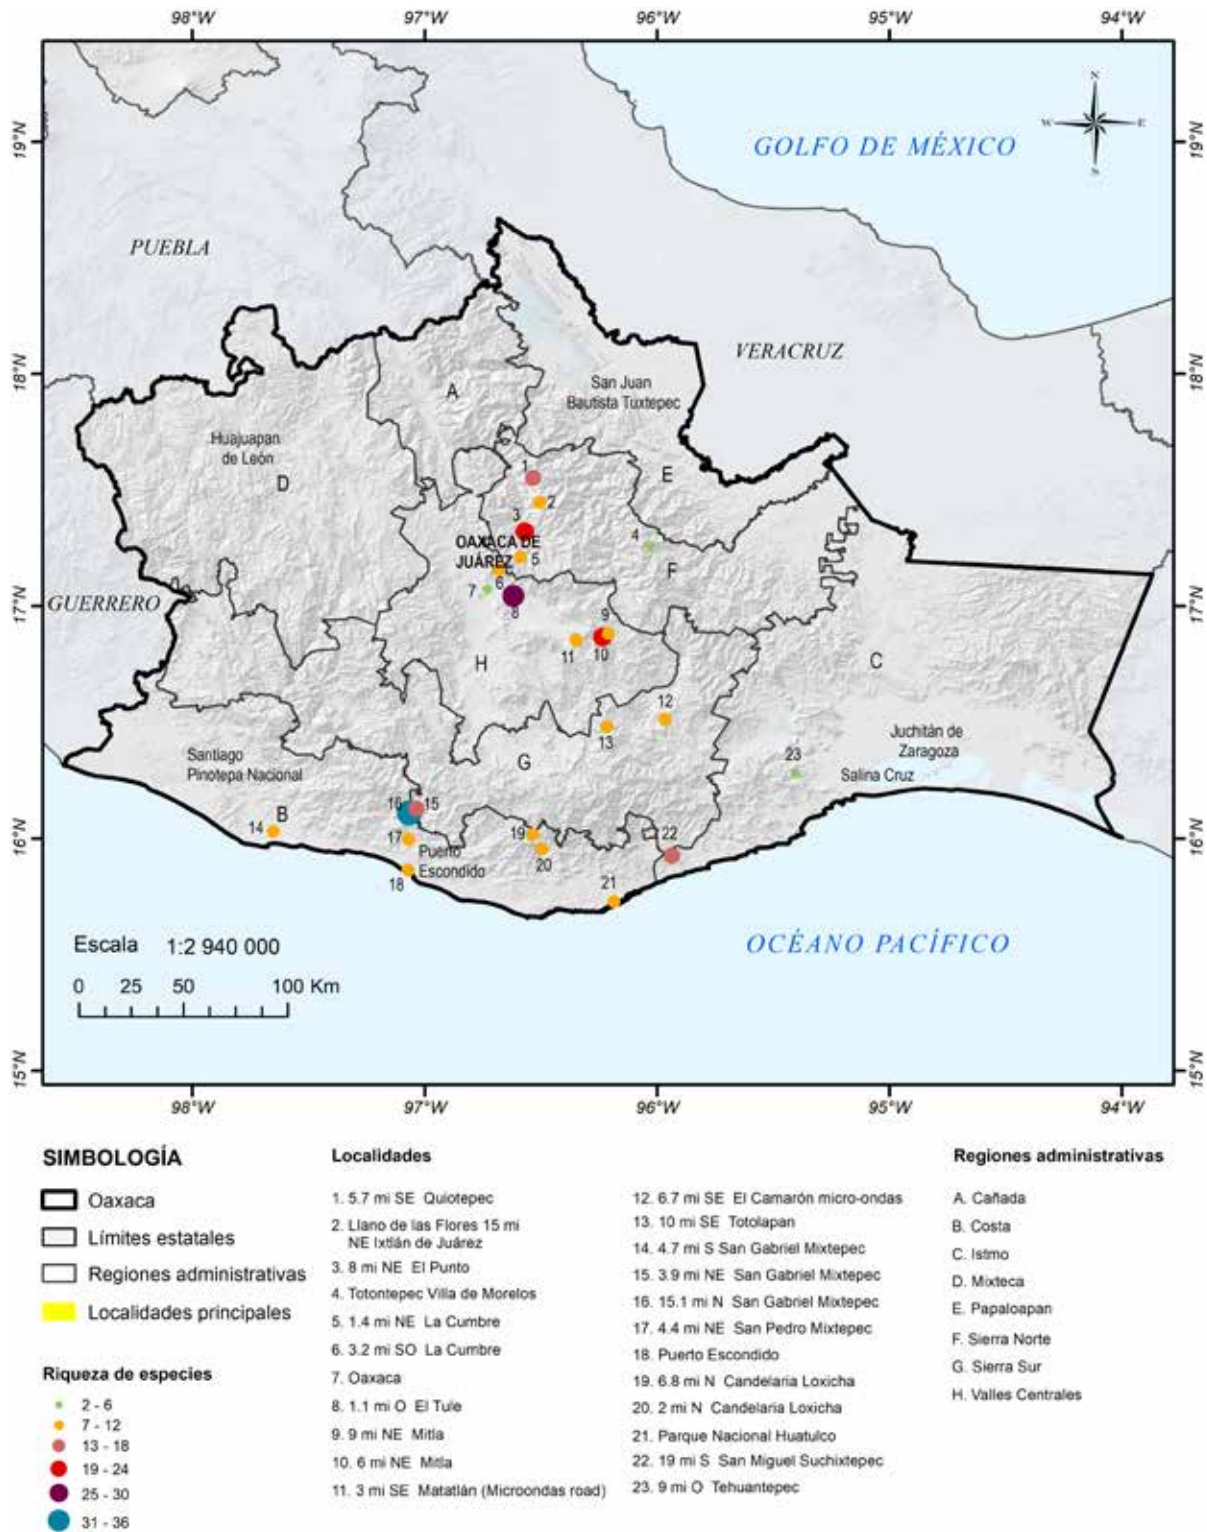 98°W 97°W 96°W 95°W 94°W
N
W E
S
19°N 19°N
GOLFO DE MÉXICO
PUEBLA
VERACRUZ
18°N 18°N
A
San Juan
Bautista Tuxtepec
Huajuapan
de León
D
E
1
2
3
4
OAXACA DE
JUÁREZ
5
6
F
7
8
GUERRERO
17°N 17°N
9
10
11
H
C
12
13
Juchitán de
Zaragoza
Santiago
Pinotepa Nacional
G
23
Salina Cruz
16
15
B
14
17
Puerto
Escondido
18
19
20
22
21
16°N 16°N
Escala 1:2 940 000
0 25 50 100 Km
OCÉANO PACÍFICO
15°N 15°N
98°W 97°W 96°W 95°W 94°W
SIMBOLOGÍA
Oaxaca
Límites estatales
Regiones administrativas
Localidades principales
Riqueza de especies
2 - 6
7 - 12
13 - 18
19 - 24
25 - 30
31 - 36
Localidades
1. 5.7 mi SE Quiotepec
2. Llano de las Flores 15 mi
NE Ixtlán de Juárez
3. 8 mi NE El Punto
4. Totontepec Villa de Morelos
5. 1.4 mi NE La Cumbre
6. 3.2 mi SO La Cumbre
7. Oaxaca
8. 1.1 mi O El Tule
9. 9 mi NE Mitla
10. 6 mi NE Mitla
11. 3 mi SE Matatlán (Microondas road)
12. 6.7 mi SE El Camarón micro-ondas
13. 10 mi SE Totolapan
14. 4.7 mi S San Gabriel Mixtepec
15. 3.9 mi NE San Gabriel Mixtepec
16. 15.1 mi N San Gabriel Mixtepec
17. 4.4 mi NE San Pedro Mixtepec
18. Puerto Escondido
19. 6.8 mi N Candelaria Loxicha
20. 2 mi N Candelaria Loxicha
21. Parque Nacional Huatulco
22. 19 mi S San Miguel Suchixtepec
23. 9 mi O Tehuantepec
Regiones administrativas
A. Cañada
B. Costa
C. Istmo
D. Mixteca
E. Papaloapan
F. Sierra Norte
G. Sierra Sur
H. Valles Centrales